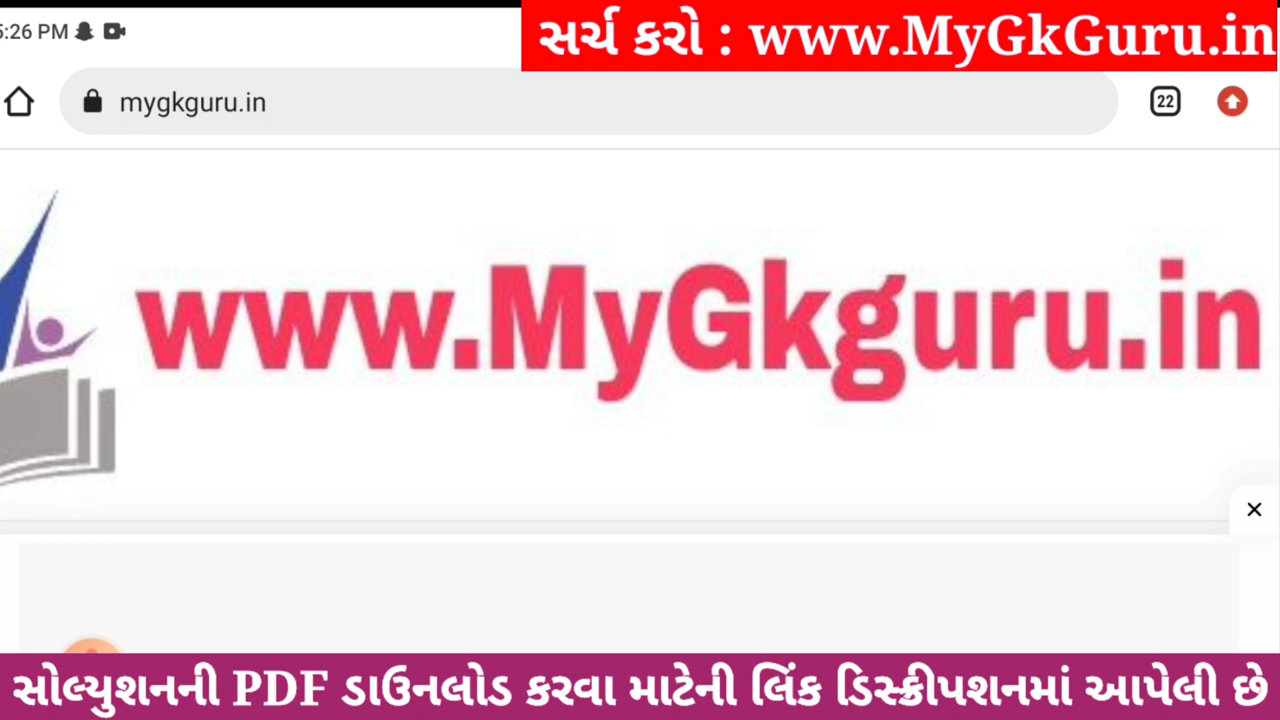 સર્ચ કરો : www.MyGkGuru.in
5:26 PM
mygkguru.in
22
www.MyGkguru.in
સોલ્યુશનની PDF ડાઉનલોડ કરવા માટેની લિંક ડિસ્ક્રીપશનમાં આપેલી છે